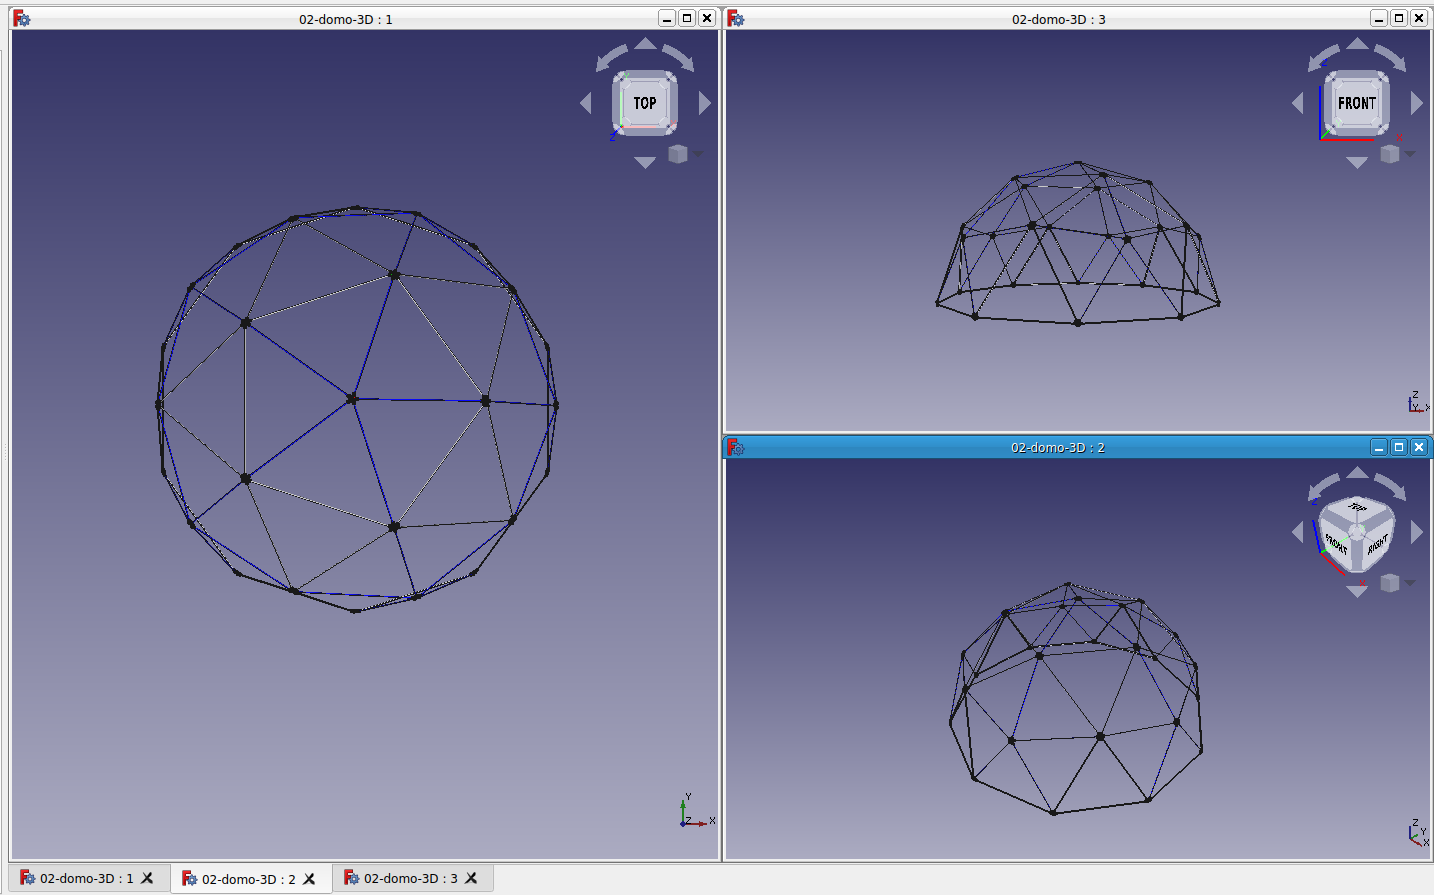 02-domo-3D : 1
TOP
Z
Y
Z
X
02-domo-3D : 3
FRONT
Z
X
02-domo-3D : 2
TOP
FRONT
RIGHT
Z
Y
X
02-domo-3D : 1
02-domo-3D : 2
02-domo-3D : 3